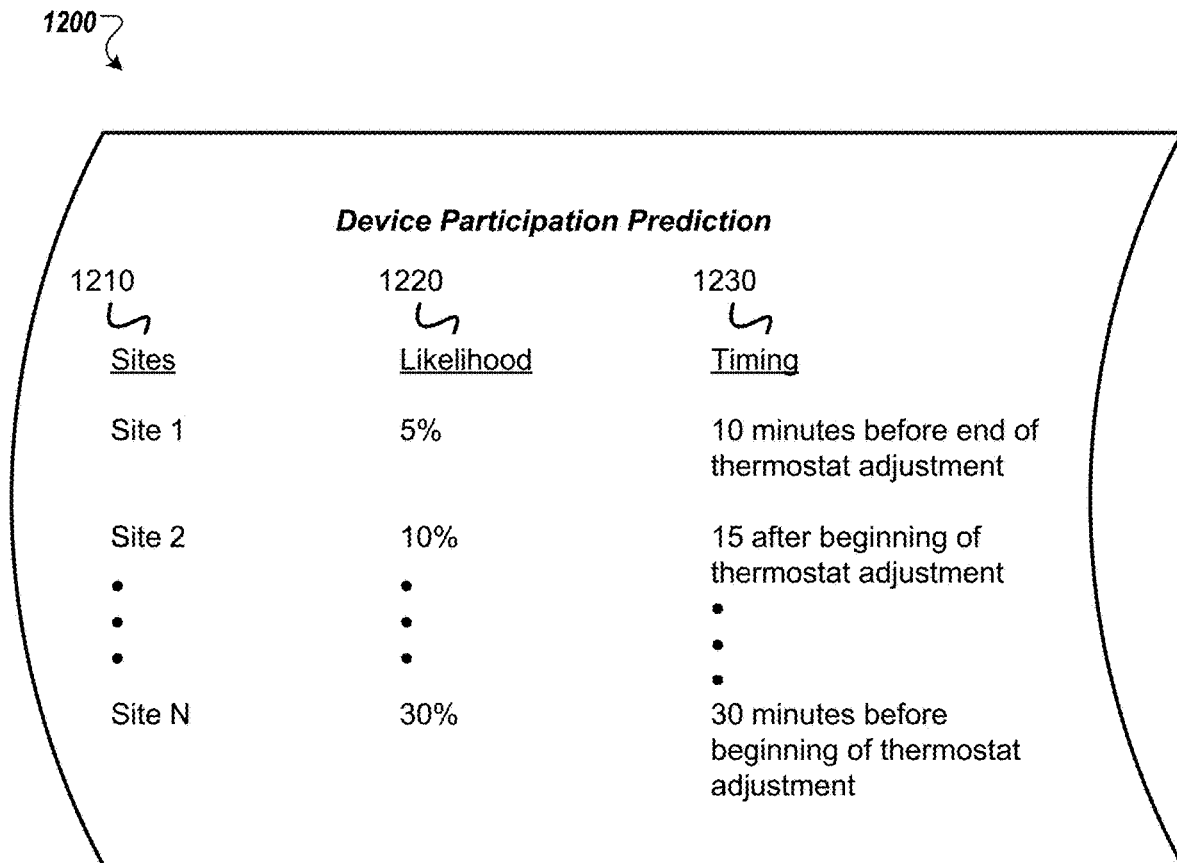 1200
Device Participation Prediction
1210 1220 1230
Sites Likelihood Timing
Site 1 5% 10 minutes before end of
thermostat adjustment
Site 2 10% 15 after beginning of
thermostat adjustment
Site N 30% 30 minutes before
beginning of thermostat
adjustment